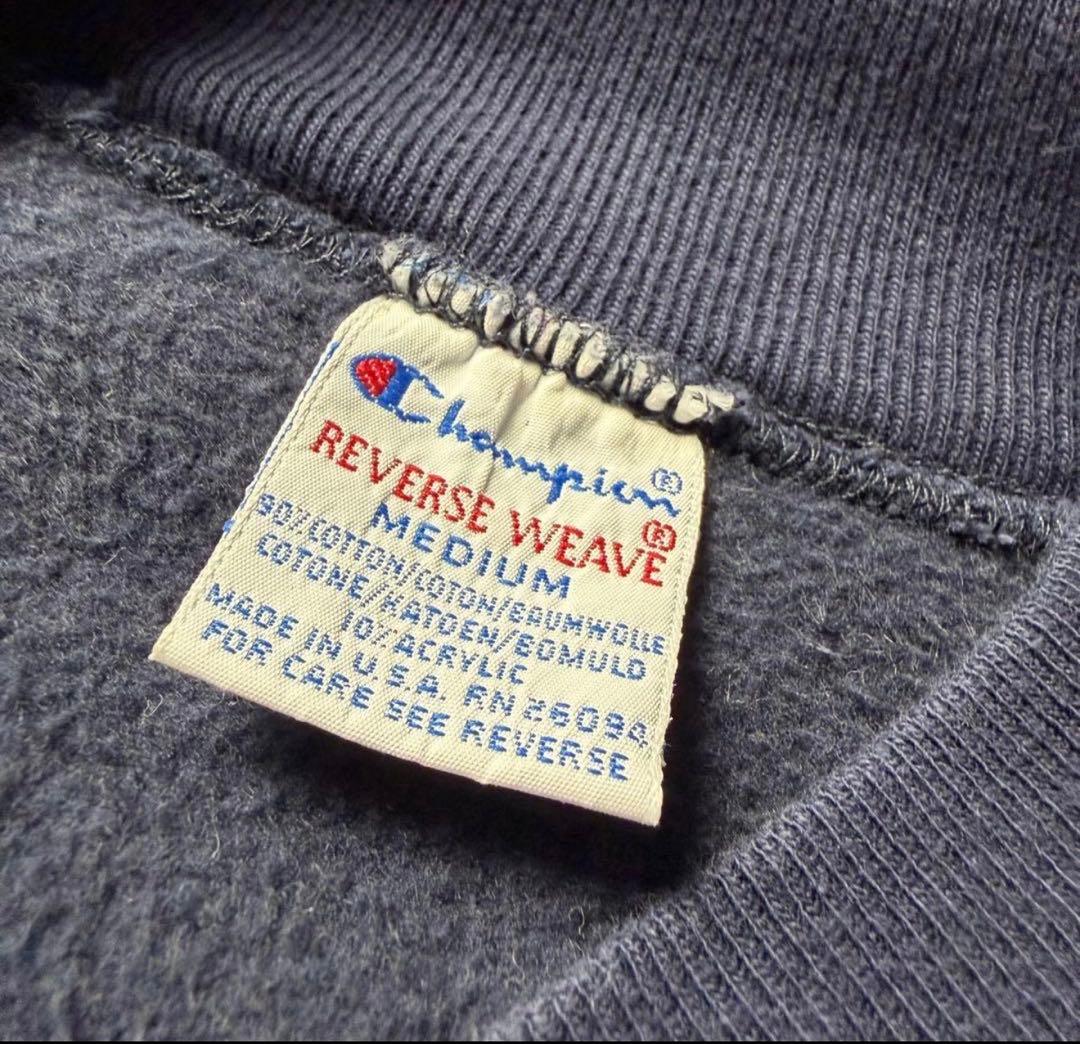 Champion®
REVERSE WEAVE®
MEDIUM
90%COTTON/COTON/BAUMWOLLE
COTONE/KATOEN/BOMULD
10% ACRYLIC
MADE IN U.S.A. RN 26094
FOR CARE SEE REVERSE